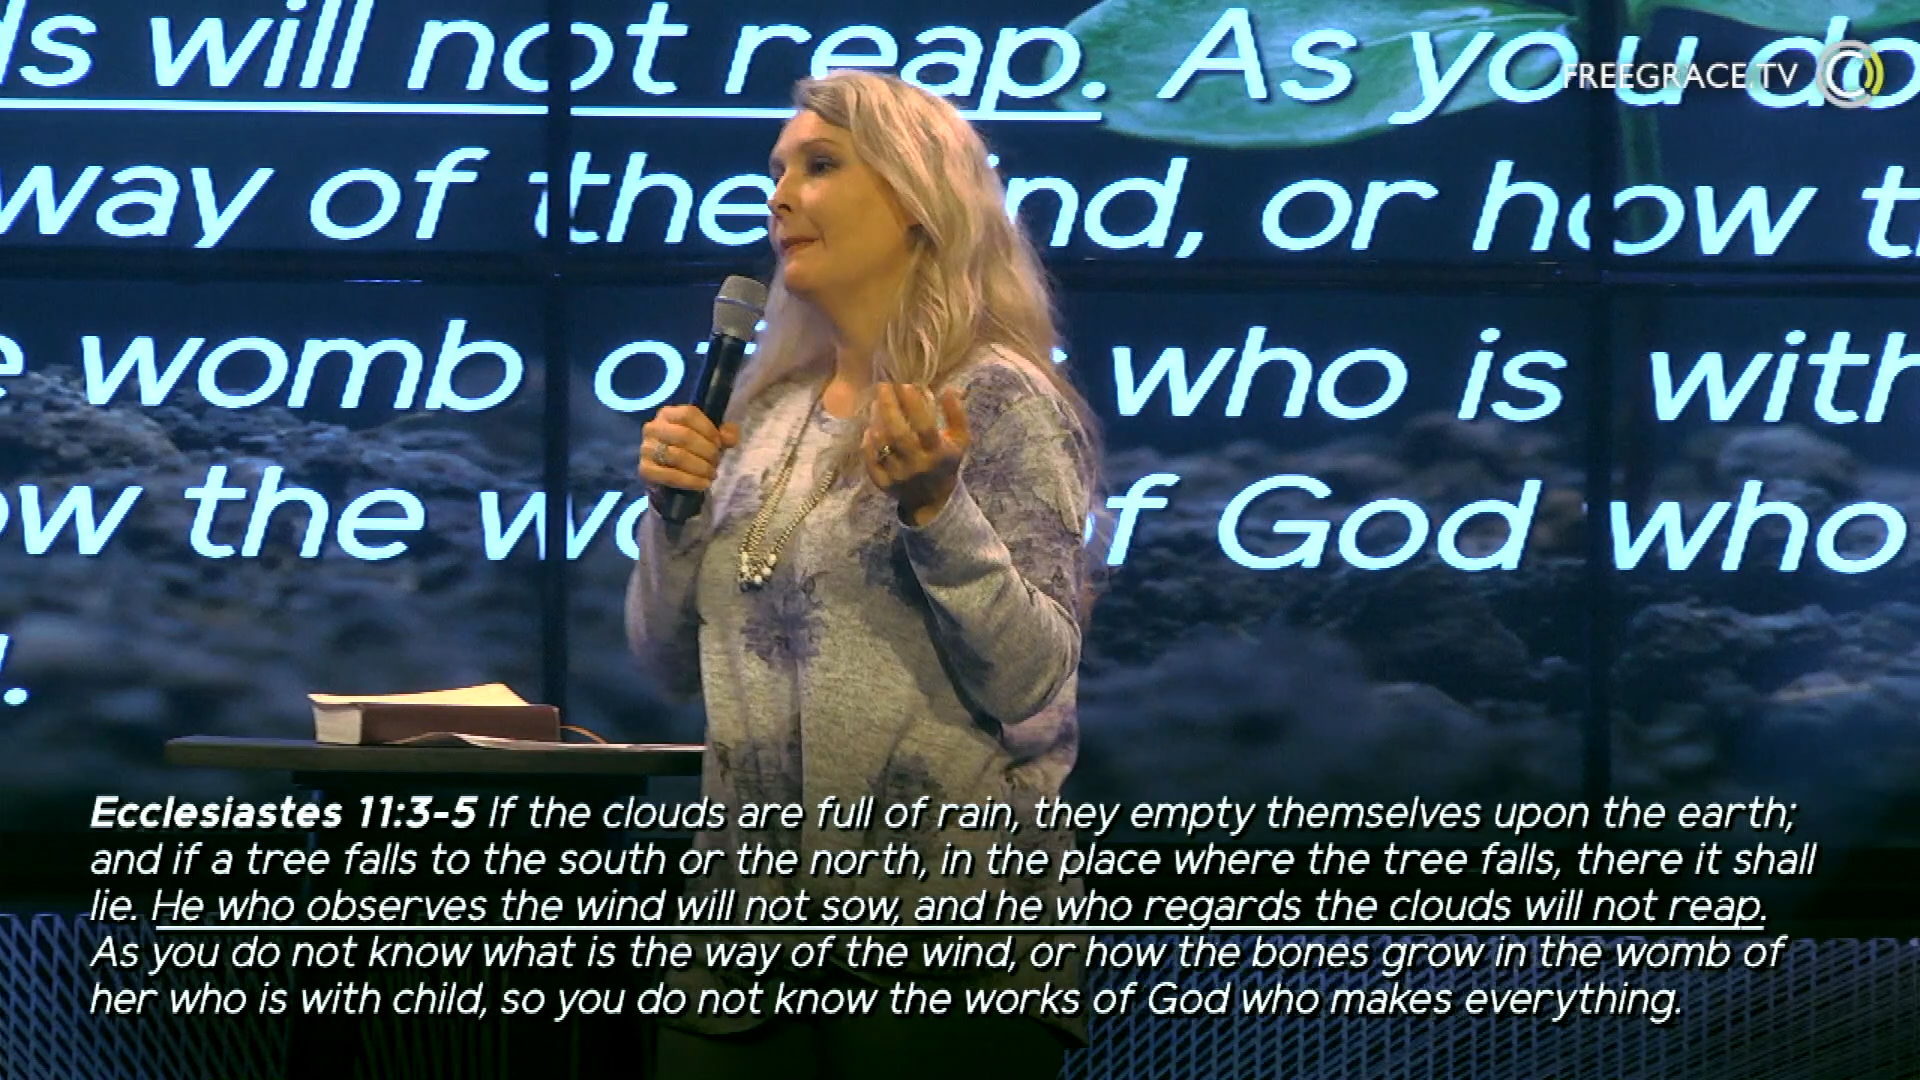 ds will not reap. As you do
FREEGRACE.TV
way of the wind, or how t
e womb of who is with
ow the wo of God who
Ecclesiastes 11:3-5 If the clouds are full of rain, they empty themselves upon the earth;
and if a tree falls to the south or the north, in the place where the tree falls, there it shall
lie. He who observes the wind will not sow, and he who regards the clouds will not reap.
As you do not know what is the way of the wind, or how the bones grow in the womb of
her who is with child, so you do not know the works of God who makes everything.